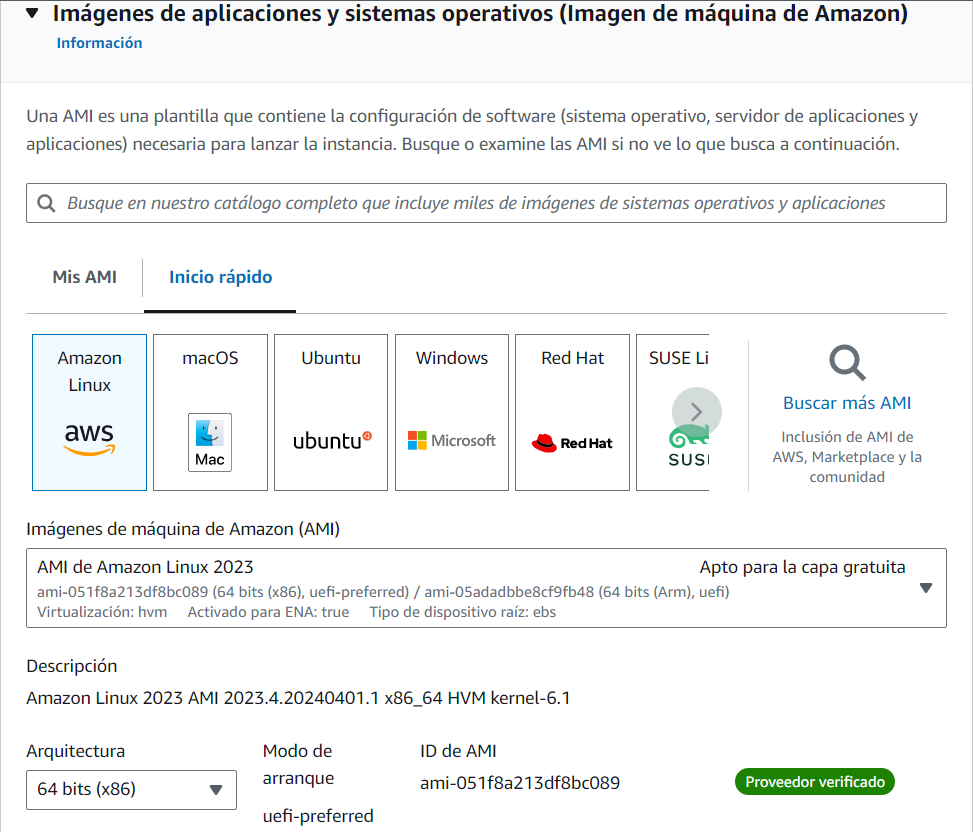 Imágenes de aplicaciones y sistemas operativos (Imagen de máquina de Amazon)
Información
Una AMI es una plantilla que contiene la configuración de software (sistema operativo, servidor de aplicaciones y
aplicaciones) necesaria para lanzar la instancia. Busque o examine las AMI si no ve lo que busca a continuación.
Busque en nuestro catálogo completo que incluye miles de imágenes de sistemas operativos y aplicaciones
Mis AMI
Inicio rápido
Amazon
Linux
aws
macOS
Mac
Ubuntu
ubuntu
Windows
Microsoft
Red Hat
Red Hat
SUSE Li
SUS
Buscar más AMI
Inclusión de AMI de
AWS, Marketplace y la
comunidad
Imágenes de máquina de Amazon (AMI)
AMI de Amazon Linux 2023 Apto para la capa gratuita
ami-051f8a213df8bc089 (64 bits (x86), uefi-preferred) / ami-05adadbbe8cf9fb48 (64 bits (Arm), uefi)
Virtualización: hvm Activado para ENA: true Tipo de dispositivo raíz: ebs
Descripción
Amazon Linux 2023 AMI 2023.4.20240401.1 x86_64 HVM kernel-6.1
Arquitectura
64 bits (x86)
Modo de
arranque
uefi-preferred
ID de AMI
ami-051f8a213df8bc089
Proveedor verificado